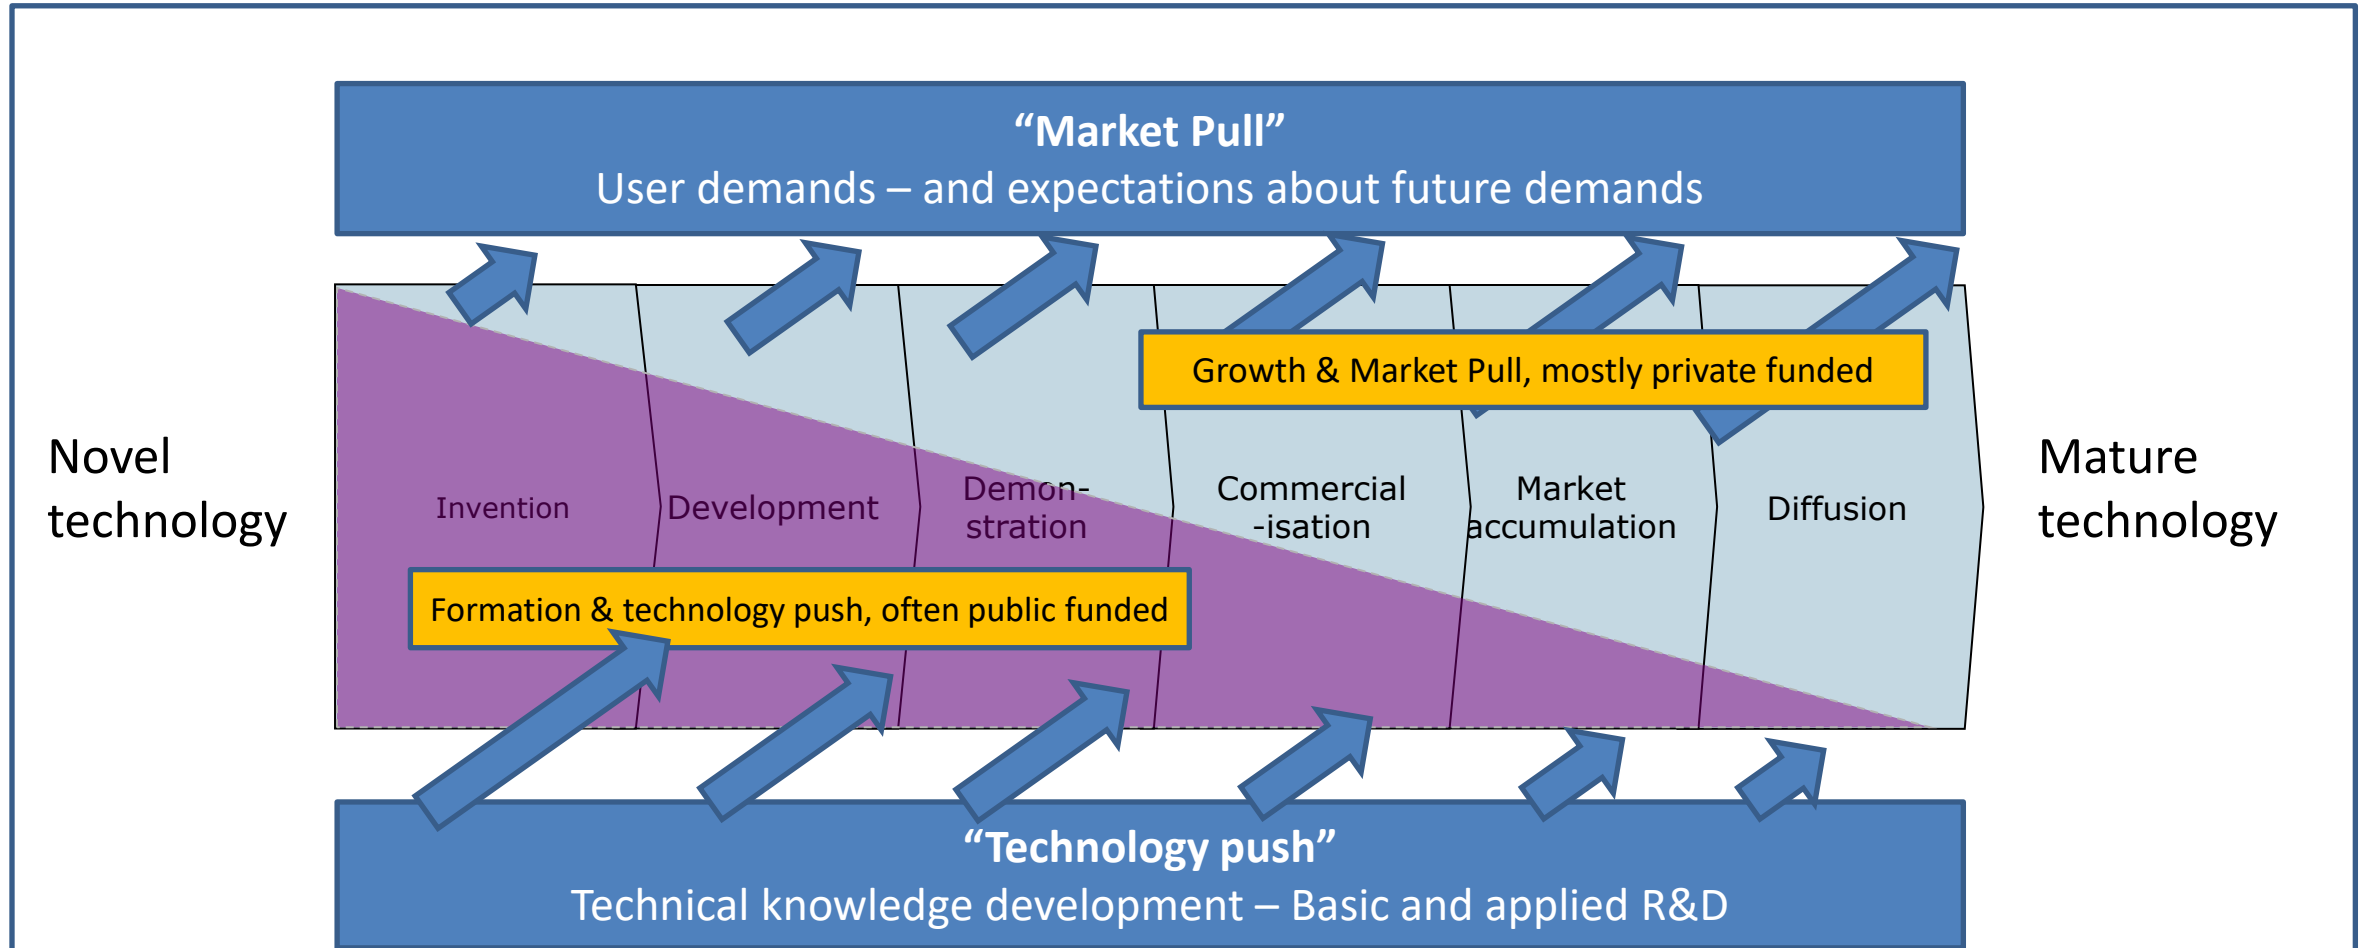 “Market Pull”
User demands – and expectations about future demands
Growth & Market Pull, mostly private funded
Novel
technology
Invention
Development
Demon-
stration
Commercial
-isation
Market
accumulation
Diffusion
Mature
technology
Formation & technology push, often public funded
“Technology push”
Technical knowledge development – Basic and applied R&D